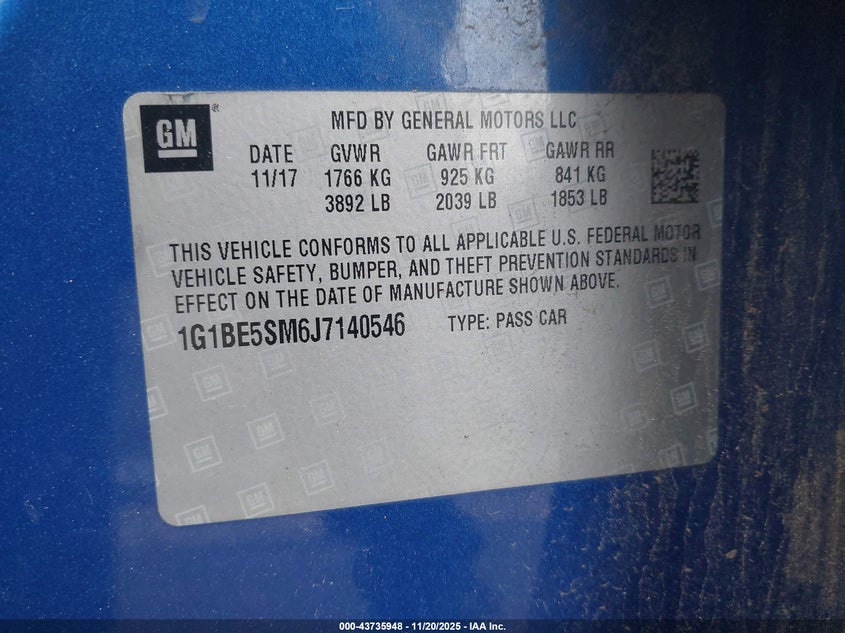 GM®
MFD BY GENERAL MOTORS LLC
DATE GVWR GAWR FRT GAWR RR
11/17 1766 KG 925 KG 841 KG
3892 LB 2039 LB 1853 LB
THIS VEHICLE CONFORMS TO ALL APPLICABLE U.S. FEDERAL MOTOR
VEHICLE SAFETY, BUMPER, AND THEFT PREVENTION STANDARDS IN
EFFECT ON THE DATE OF MANUFACTURE SHOWN ABOVE.
1G1BE5SM6J7140546 TYPE: PASS CAR
000-43735948 - 11/20/2025 - IAA Inc.